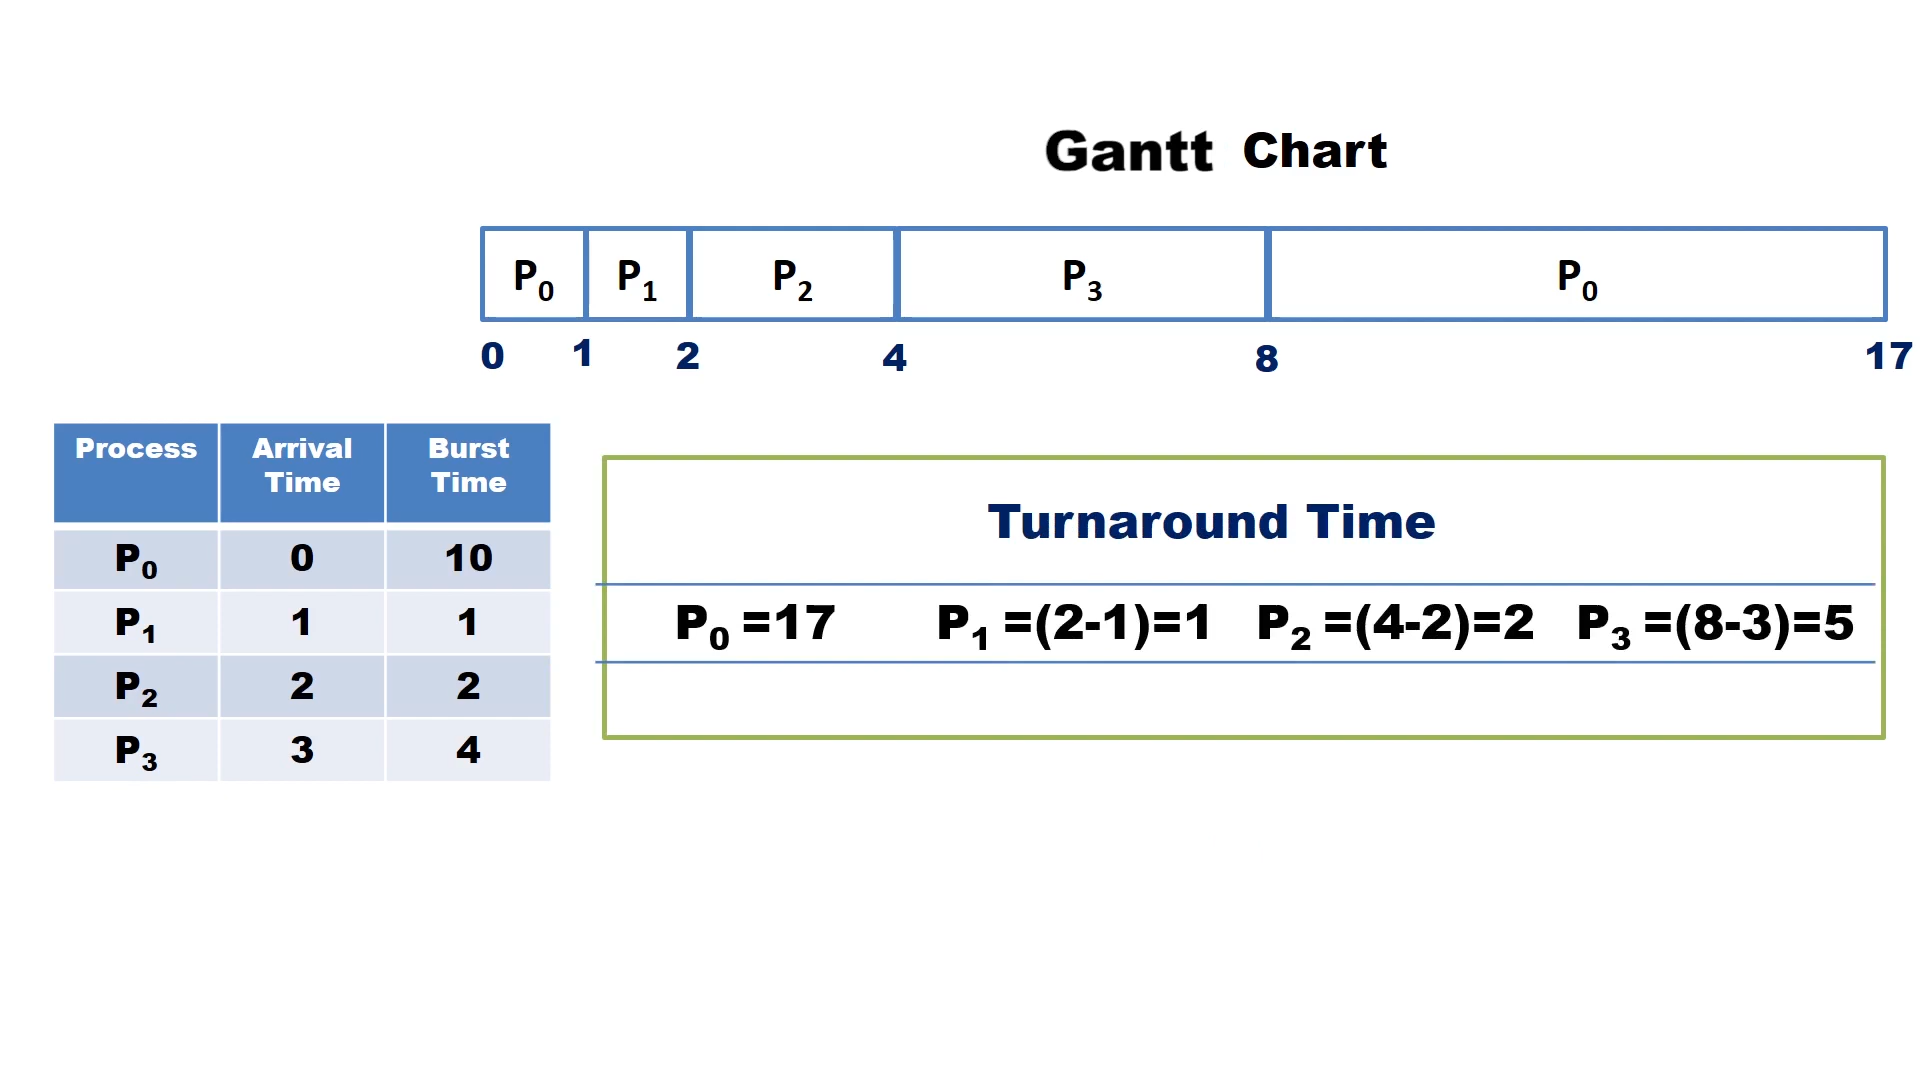 Gantt Chart
P₀ P₁ P₂ P₃ P₀
0 1 2 4 8 17
Process Arrival Time Burst Time
P₀ 0 10
P₁ 1 1
P₂ 2 2
P₃ 3 4
Turnaround Time
P₀ =17 P₁ =(2-1)=1 P₂ =(4-2)=2 P₃ =(8-3)=5